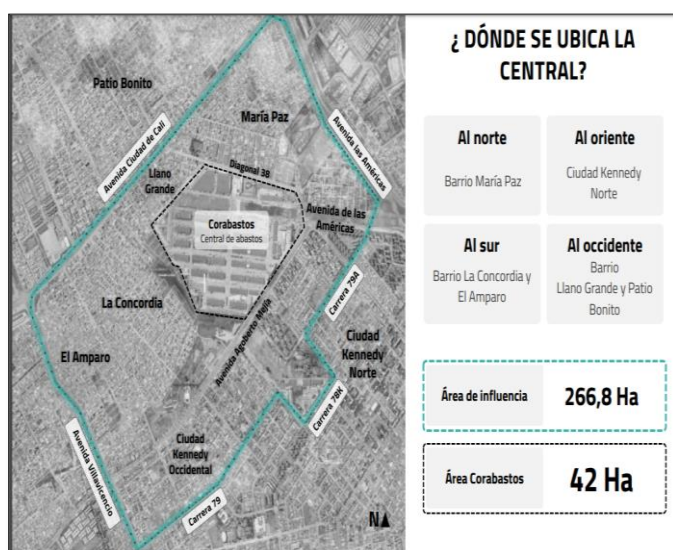 Patio Bonito
María Paz
Avenida Ciudad de Cali
Avenida las Américas
Llano
Grande
Diagonal 38
Corabastos
Central de abastos
Avenida de las
Américas
La Concordia
Carrera 79A
Avenida Agoberto Mejía
El Amparo
Ciudad
Kennedy
Norte
Carrera 78K
Ciudad
Kennedy
Occidental
Avenida Villavicencio
Carrera 79
N
¿ DÓNDE SE UBICA LA
CENTRAL?
Al norte
Barrio María Paz
Al oriente
Ciudad Kennedy
Norte
Al sur
Barrio La Concordia y
El Amparo
Al occidente
Barrio
Llano Grande y Patio
Bonito
Área de influencia
266,8 Ha
Área Corabastos
42 Ha